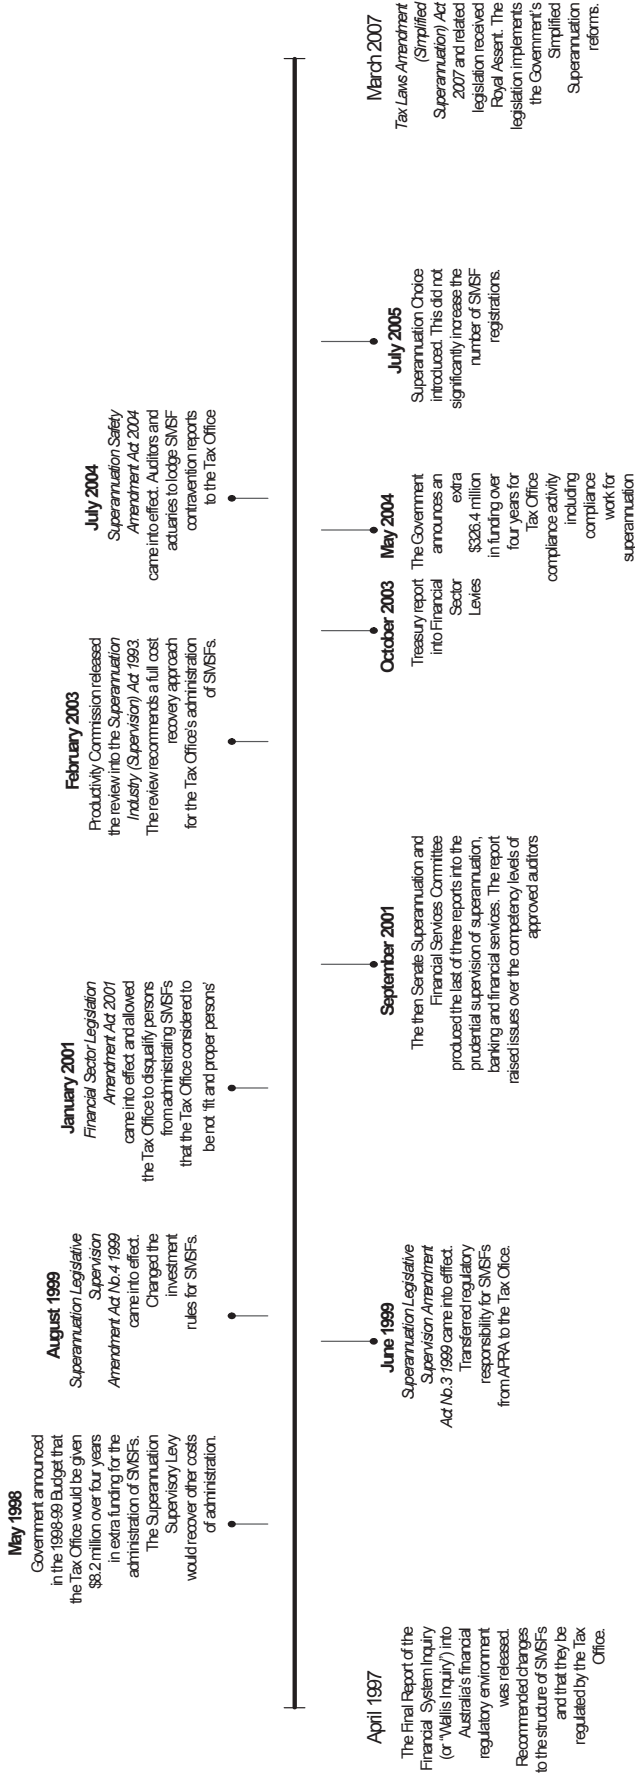 May 1998
Government announced
in the 1998-99 Budget that
the Tax Office would be given
$8.2 million over four years
in extra funding for the
administration of SMSFs.
The Superannuation
Supervisory Levy
would recover other costs
of administration.
August 1999
Superannuation Legislative
Supervision
Amendment Act No.4 1999
came into effect.
Changed the
investment
rules for SMSFs.
January 2001
Financial Sector Legislation
Amendment Act 2001
came into effect and allowed
the Tax Office to disqualify persons
from administrating SMSFs
that the Tax Office considered to
be not 'fit and proper persons'
February 2003
Productivity Commission released
the review into the Superannuation
Industry (Supervision) Act 1993.
The review recommends a full cost
recovery approach
for the Tax Office's administration
of SMSFs.
July 2004
Superannuation Safety
Amendment Act 2004
came into effect. Auditors and
actuaries to lodge SMSF
contravention reports
to the Tax Office
April 1997
The Final Report of the
Financial System Inquiry
(or "Wallis Inquiry") into
Australia's financial
regulatory environment
was released.
Recommended changes
to the structure of SMSFs
and that they be
regulated by the Tax
Office.
June 1999
Superannuation Legislative
Supervision Amendment
Act No.3 1999 came into efffect.
Transferred regulatory
responsibility for SMSFs
from APRA to the Tax Ofice.
September 2001
The then Senate Superannuation and
Financial Services Committee
produced the last of three reports into the
prudential supervision of superannuation,
banking and financial services. The report
raised issues over the competency levels of
approved auditors
October 2003
Treasury report
into Financial
Sector
Levies
May 2004
The Government
announces an
extra
$326.4 million
in funding over
four years for
Tax Office
compliance activity
including
compliance
work for
superannuation
July 2005
Superannuation Choice
introduced. This did not
significantly increase the
number of SMSF
registrations.
March 2007
Tax Laws Amendment
(Simplified
Superannuation) Act
2007 and related
legislation received
Royal Assent. The
legislation implements
the Government's
Simplified
Superannuation
reforms.